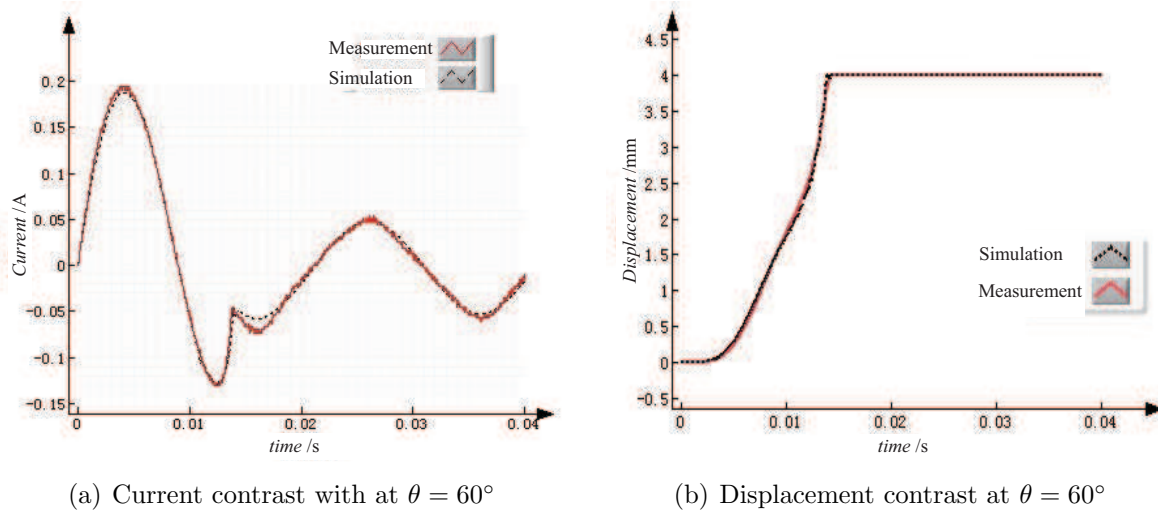 Measurement
Simulation
0.2
0.15
0.1
0.05
0
-0.05
-0.1
-0.15
Current /A
0
0.01
0.02
0.03
0.04
time /s
(a) Current contrast with at θ = 60°
4.5
4
3.5
3
2.5
2
1.5
1
0.5
0
-0.5
Displacement /mm
Simulation
Measurement
0
0.01
0.02
0.03
0.04
time /s
(b) Displacement contrast at θ = 60°